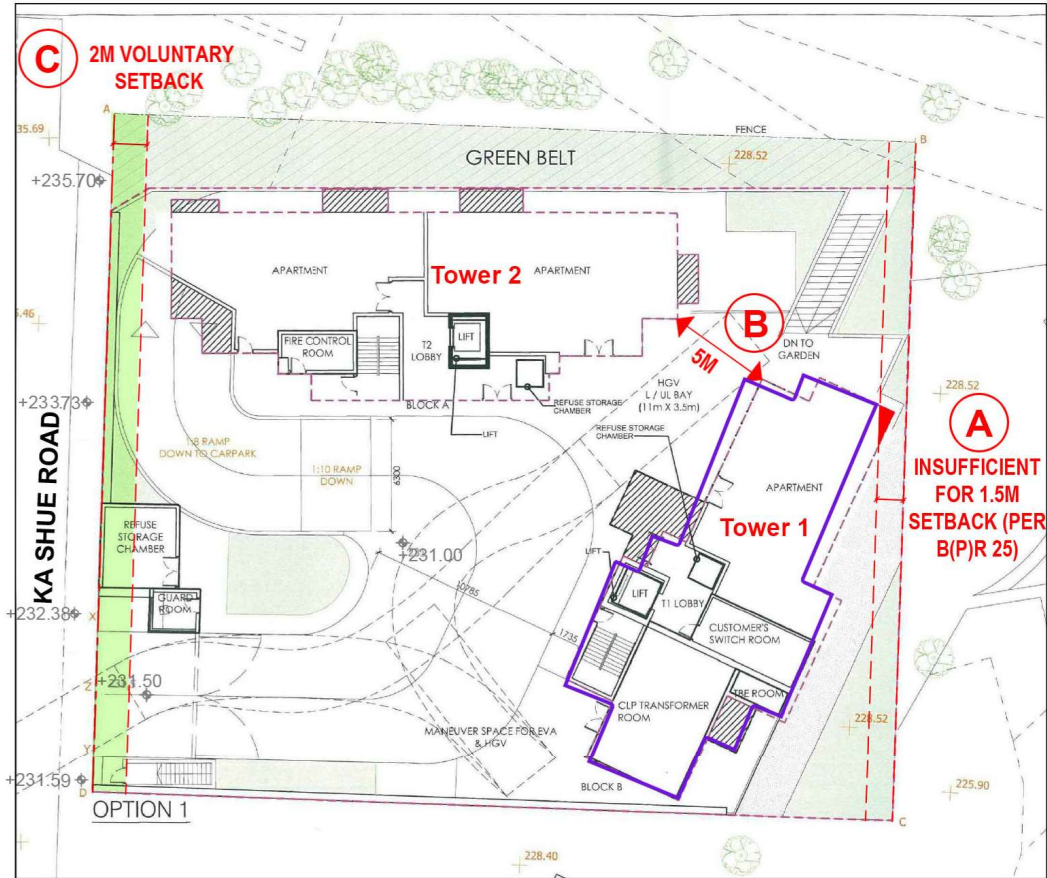 C
2M VOLUNTARY
SETBACK
A
B
FENCE
GREEN BELT
228.52
35.69
+235.70
APARTMENT
Tower 2
APARTMENT
B
5M
DN TO
GARDEN
5.46
FIRE CONTROL
ROOM
T2
LOBBY
LIFT
HGV
L / UL BAY
(11m X 3.5m)
228.52
+233.73
BLOCK A
REFUSE STORAGE
CHAMBER
LIFT
REFUSE STORAGE
CHAMBER
A
INSUFFICIENT
FOR 1.5M
SETBACK (PER
B(P)R 25)
KA SHUE ROAD
1:8 RAMP
DOWN TO CARPARK
1:10 RAMP
DOWN
6300
APARTMENT
Tower 1
REFUSE
STORAGE
CHAMBER
+231.00
10785
LIFT
LIFT
T1 LOBBY
GUARD
ROOM
+232.38
X
1735
CUSTOMER'S
SWITCH ROOM
Z
+231.50
TBE ROOM
CLP TRANSFORMER
ROOM
228.52
MANEUVER SPACE FOR EVA
& HGV
Y
+231.59
D
BLOCK B
225.90
OPTION 1
C
228.40